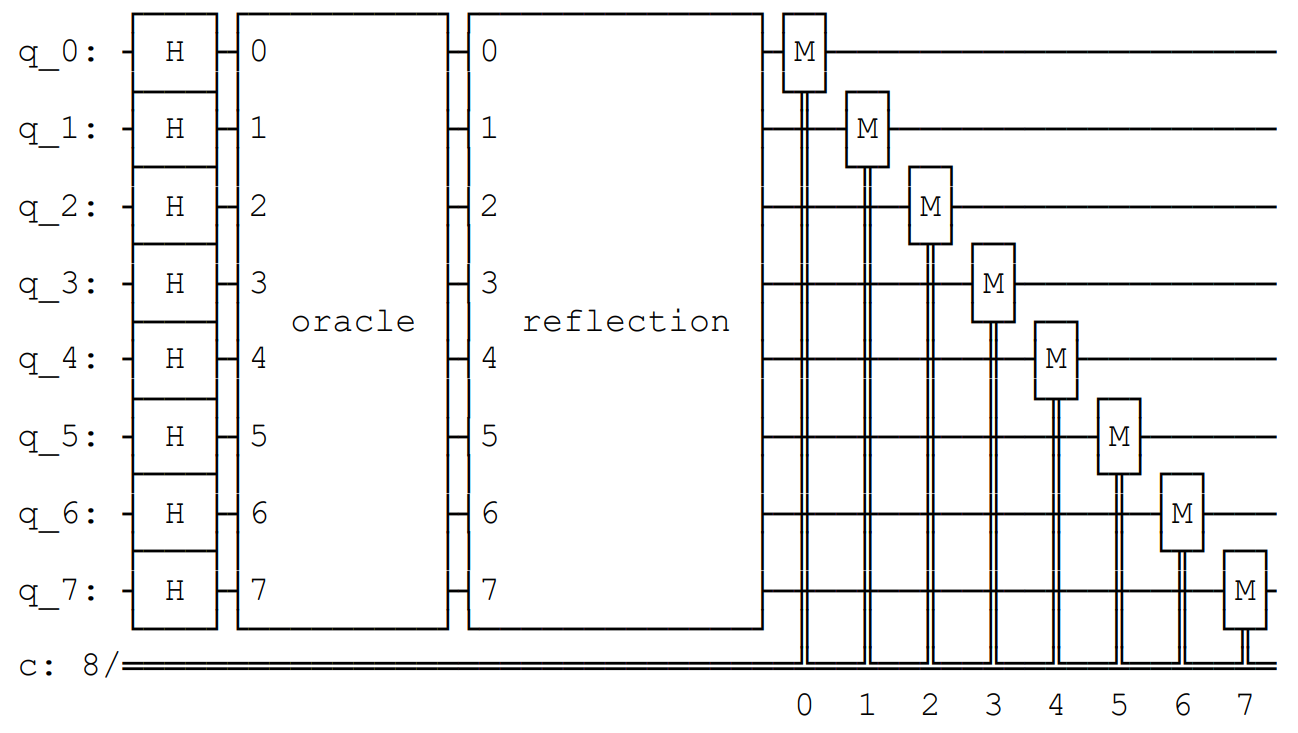 q_0: H 0 0 M
q_1: H 1 1 M
q_2: H 2 2 M
q_3: H 3 3 M
oracle reflection
q_4: H 4 4 M
q_5: H 5 5 M
q_6: H 6 6 M
q_7: H 7 7 M
c: 8/
0 1 2 3 4 5 6 7